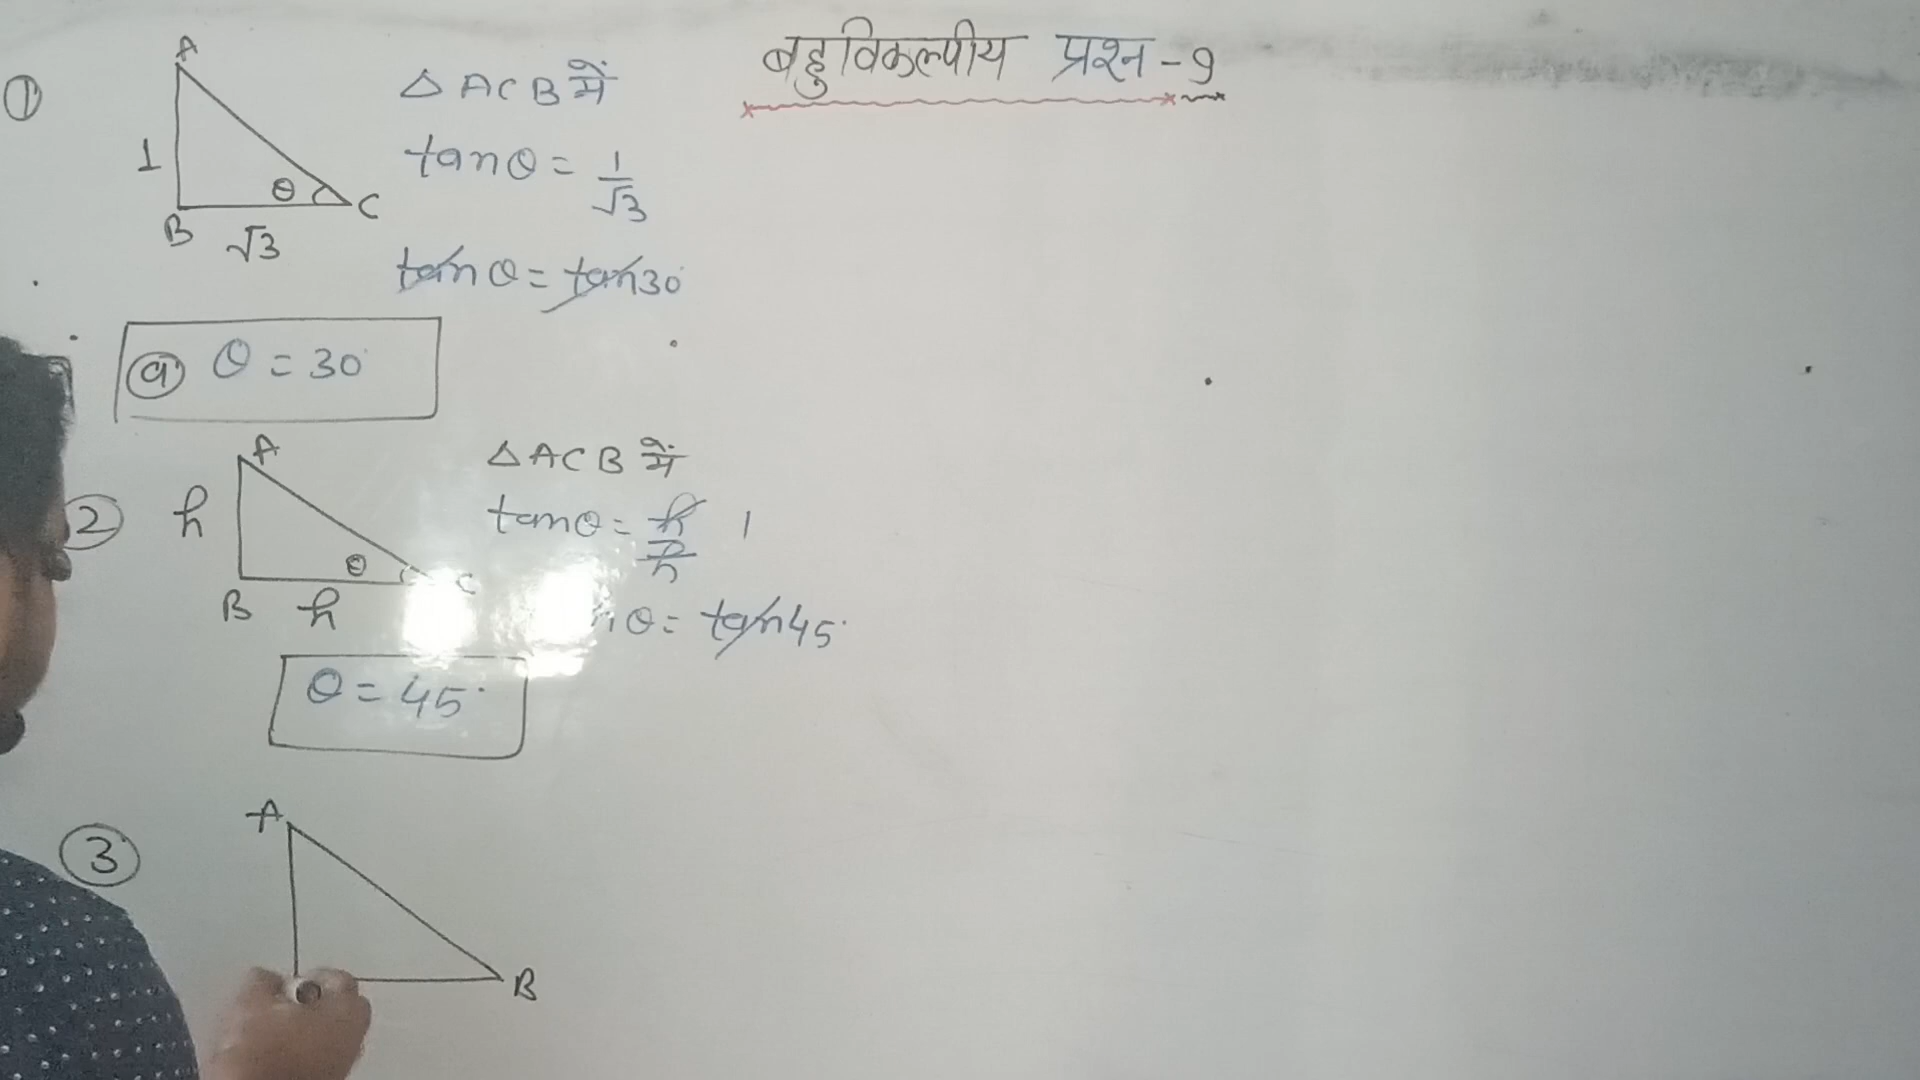 बहुविकल्पीय प्रश्न-9
①
A
1
θ
B
C
√3
△ ACB में
tanθ = 1/√3
tanθ = tan30°
(a) θ = 30°
②
A
h
θ
B
h
C
△ ACB में
tanθ = h/h 1
θ = tan45°
θ = 45°
③
A
B